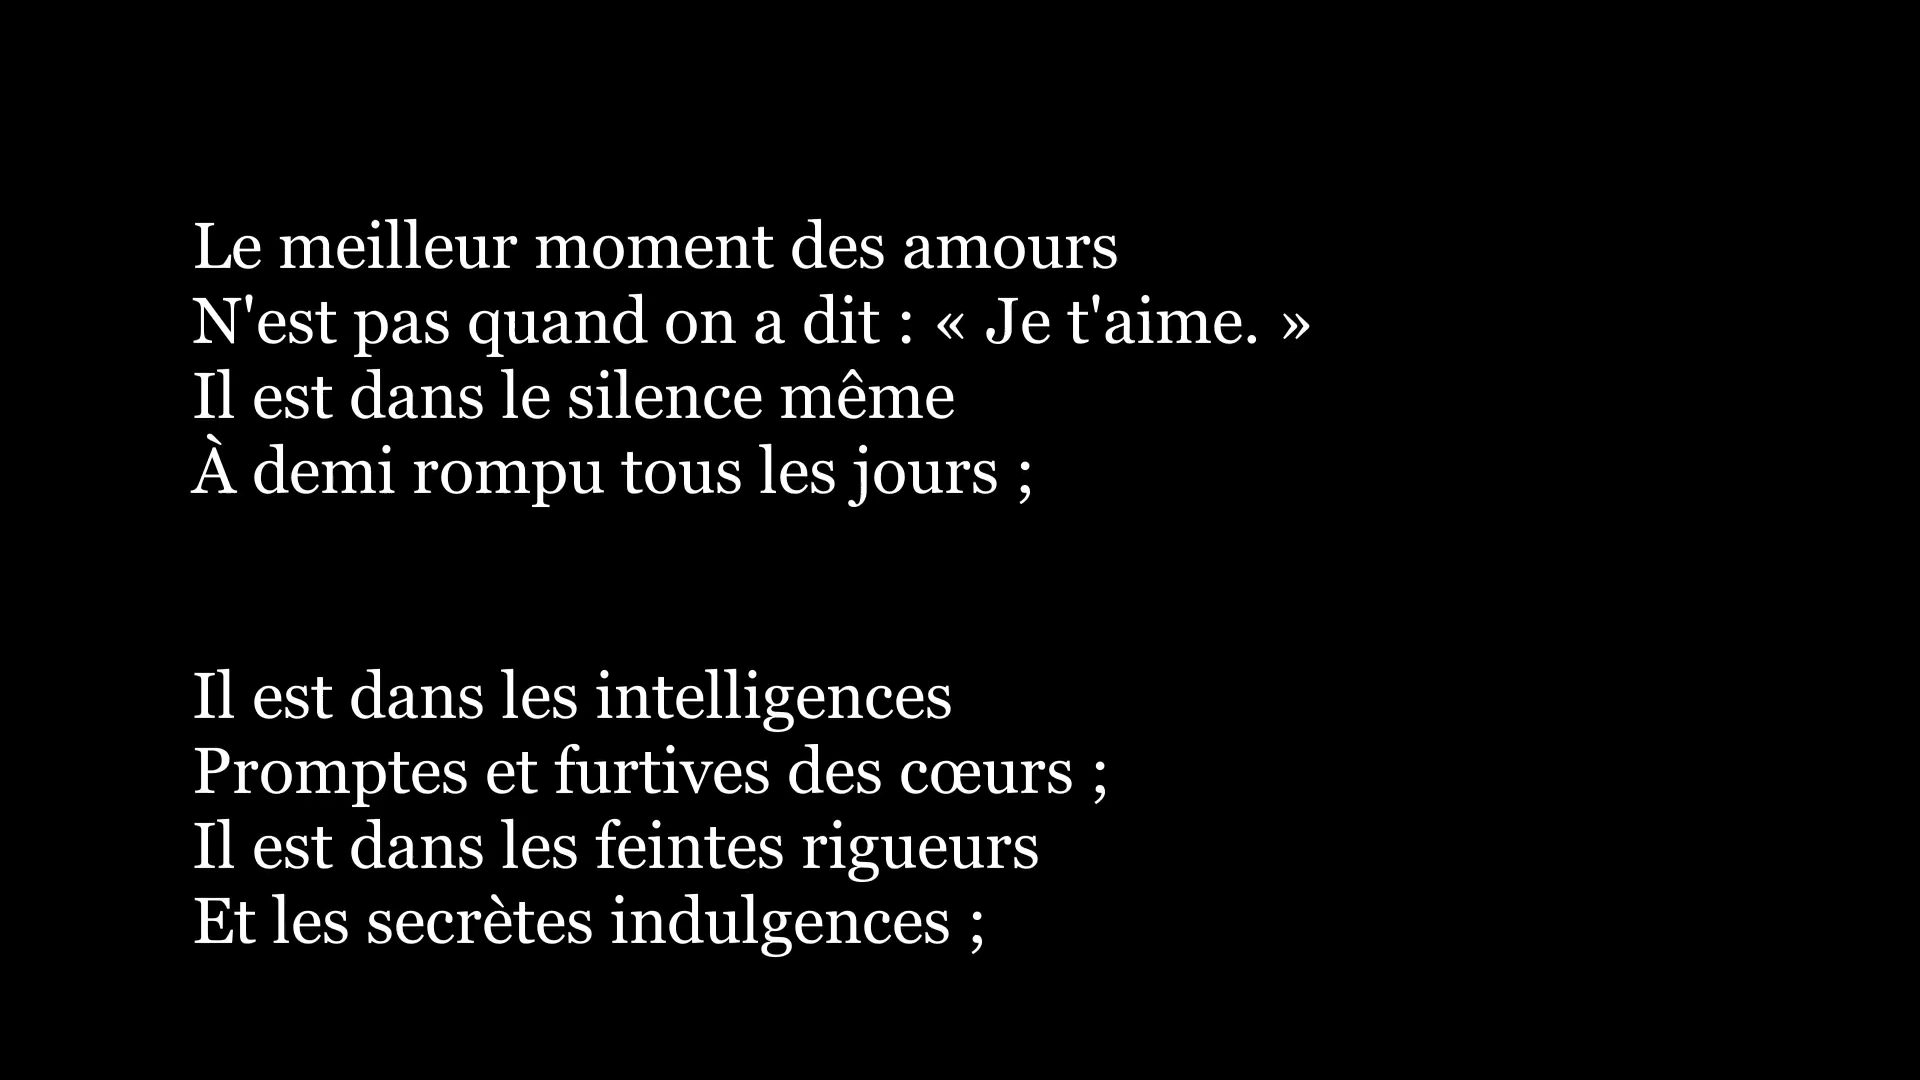 Le meilleur moment des amours
N'est pas quand on a dit : « Je t'aime. »
Il est dans le silence même
À demi rompu tous les jours ;
Il est dans les intelligences
Promptes et furtives des cœurs ;
Il est dans les feintes rigueurs
Et les secrètes indulgences ;